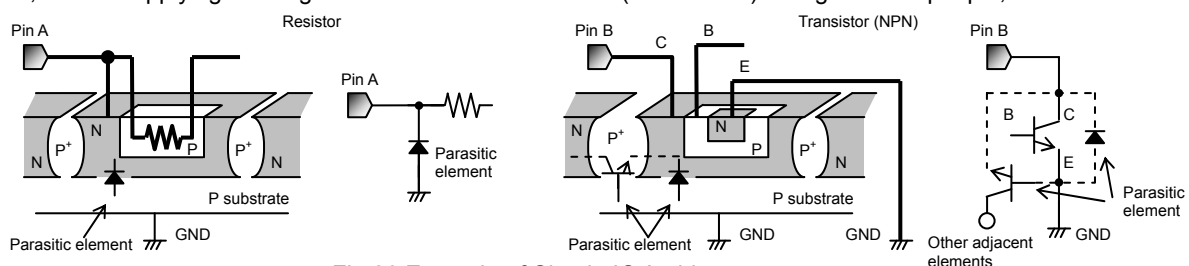 Resistor
Pin A
N
N
P+
P
P+
N
P substrate
Parasitic element
GND
Pin A
Parasitic
element
Transistor (NPN)
Pin B
C
B
E
N
P+
N
P
P+
N
P substrate
Parasitic element
GND
GND
Pin B
B
C
E
Parasitic
element
GND
Other adjacent
elements